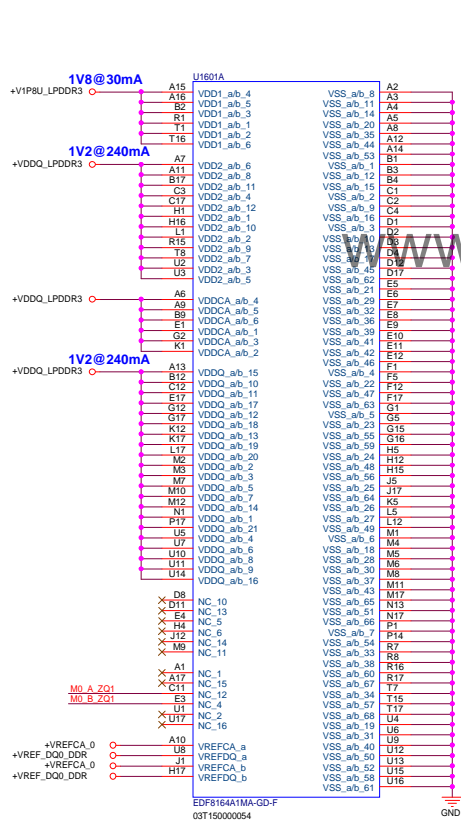 1V8@30mA
U1601A
+V1P8U_LPDDR3
A15 VDD1_a/b_4
A16 VDD1_a/b_5
B2 VDD1_a/b_3
R1 VDD1_a/b_1
T1 VDD1_a/b_2
T16 VDD1_a/b_6
1V2@240mA
+VDDQ_LPDDR3
A7 VDD2_a/b_6
A11 VDD2_a/b_8
B17 VDD2_a/b_11
C3 VDD2_a/b_4
C17 VDD2_a/b_12
H1 VDD2_a/b_1
H16 VDD2_a/b_10
L1 VDD2_a/b_2
R15 VDD2_a/b_9
T8 VDD2_a/b_7
U2 VDD2_a/b_3
U3 VDD2_a/b_5
+VDDQ_LPDDR3
A6 VDDCA_a/b_4
A9 VDDCA_a/b_5
B9 VDDCA_a/b_6
E1 VDDCA_a/b_1
G2 VDDCA_a/b_3
K1 VDDCA_a/b_2
1V2@240mA
+VDDQ_LPDDR3
A13 VDDQ_a/b_15
B12 VDDQ_a/b_10
C12 VDDQ_a/b_11
E17 VDDQ_a/b_17
G12 VDDQ_a/b_12
G17 VDDQ_a/b_18
K12 VDDQ_a/b_13
K17 VDDQ_a/b_19
L17 VDDQ_a/b_20
M2 VDDQ_a/b_2
M3 VDDQ_a/b_3
M7 VDDQ_a/b_5
M10 VDDQ_a/b_7
M12 VDDQ_a/b_14
N1 VDDQ_a/b_1
P17 VDDQ_a/b_21
U5 VDDQ_a/b_4
U7 VDDQ_a/b_6
U10 VDDQ_a/b_8
U11 VDDQ_a/b_9
U14 VDDQ_a/b_16
D8 NC_10
D11 NC_13
E4 NC_5
H4 NC_6
J12 NC_14
M9 NC_11
A1 NC_1
A17 NC_15
M0_A_ZQ1 C11 NC_12
M0_B_ZQ1 E3 NC_4
U1 NC_2
U17 NC_16
+VREFCA_0 A10 VREFCA_a
+VREF_DQ0_DDR U8 VREFDQ_a
+VREFCA_0 J1 VREFCA_b
+VREF_DQ0_DDR H17 VREFDQ_b
VSS_a/b_8 A2
VSS_a/b_11 A3
VSS_a/b_14 A4
VSS_a/b_20 A5
VSS_a/b_35 A8
VSS_a/b_44 A12
VSS_a/b_53 A14
VSS_a/b_1 B1
VSS_a/b_12 B3
VSS_a/b_15 B4
VSS_a/b_2 C1
VSS_a/b_9 C2
VSS_a/b_16 C4
VSS_a/b_3 D1
VSS_a/b_10 D2
VSS_a/b_13 D3
VSS_a/b_17 D4
VSS_a/b_45 D12
VSS_a/b_62 D17
VSS_a/b_21 E5
VSS_a/b_29 E6
VSS_a/b_32 E7
VSS_a/b_36 E8
VSS_a/b_39 E9
VSS_a/b_41 E10
VSS_a/b_42 E11
VSS_a/b_46 E12
VSS_a/b_4 F1
VSS_a/b_22 F5
VSS_a/b_47 F12
VSS_a/b_63 F17
VSS_a/b_5 G1
VSS_a/b_23 G5
VSS_a/b_55 G15
VSS_a/b_59 G16
VSS_a/b_24 H5
VSS_a/b_48 H12
VSS_a/b_56 H15
VSS_a/b_25 J5
VSS_a/b_64 J17
VSS_a/b_26 K5
VSS_a/b_27 L5
VSS_a/b_49 L12
VSS_a/b_6 M1
VSS_a/b_18 M4
VSS_a/b_28 M5
VSS_a/b_30 M6
VSS_a/b_37 M8
VSS_a/b_43 M11
VSS_a/b_65 M17
VSS_a/b_51 N13
VSS_a/b_66 N17
VSS_a/b_7 P1
VSS_a/b_54 P14
VSS_a/b_33 R7
VSS_a/b_38 R8
VSS_a/b_60 R16
VSS_a/b_67 R17
VSS_a/b_34 T7
VSS_a/b_57 T15
VSS_a/b_68 T17
VSS_a/b_19 U4
VSS_a/b_31 U6
VSS_a/b_40 U9
VSS_a/b_50 U12
VSS_a/b_52 U13
VSS_a/b_58 U15
VSS_a/b_61 U16
WWW
GND
EDF8164A1MA-GD-F
03T150000054